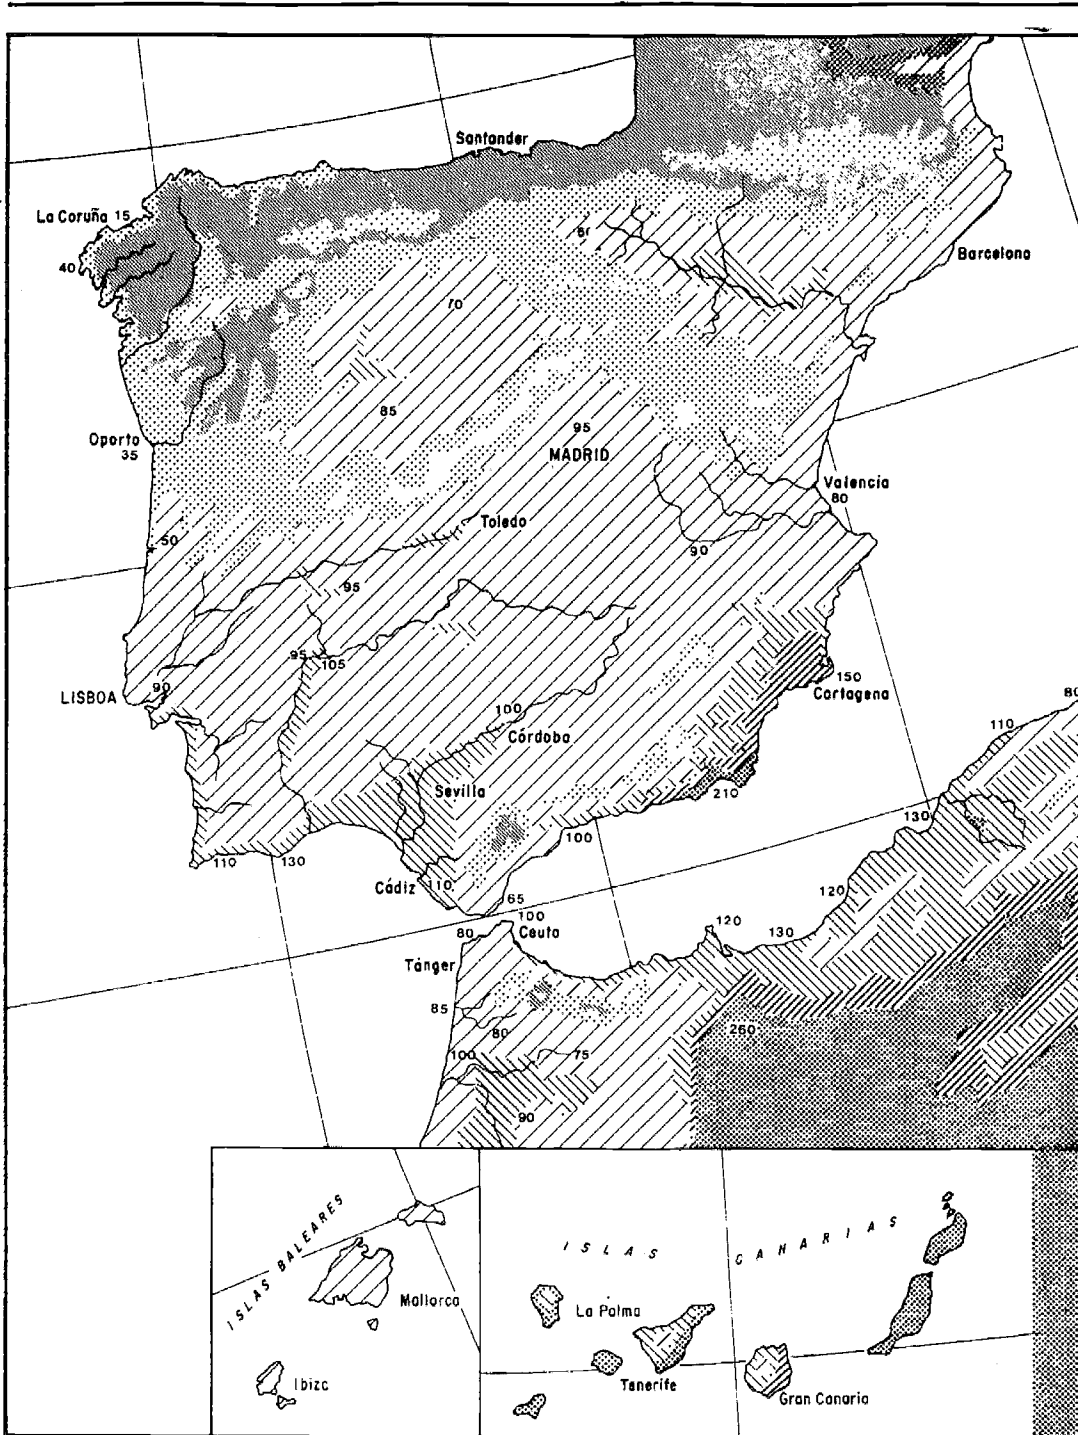 Santander
La Coruña 15
40
Barcelona
70
85
95
MADRID
Oporto
35
Valencia
80
Toledo
50
90
95
95
105
150
Cartagena
LISBOA
90
100
Córdoba
80
110
Sevilla
210
130
100
110
130
Cádiz
110
65
120
100
Ceuta
120
130
80
Tánger
85
80
260
100
75
90
ISLAS BALEARES
Mallorca
Ibiza
ISLAS CANARIAS
La Palma
Tenerife
Gran Canaria